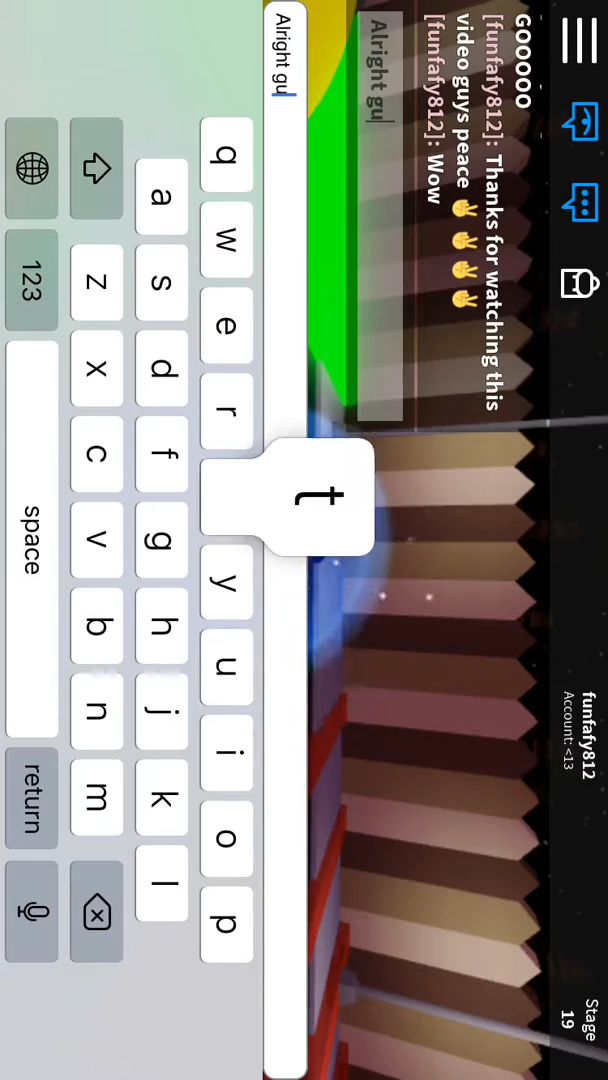 funfafy812
Account: <13
Stage
19
GOOOOO
[funfafy812]: Thanks for watching this
video guys peace ✌️ ✌️ ✌️ ✌️
[funfafy812]: Wow
Alright gu
Alright gu
t
q w e r y u i o p
a s d f g h j k l
z x c v b n m
123 space return